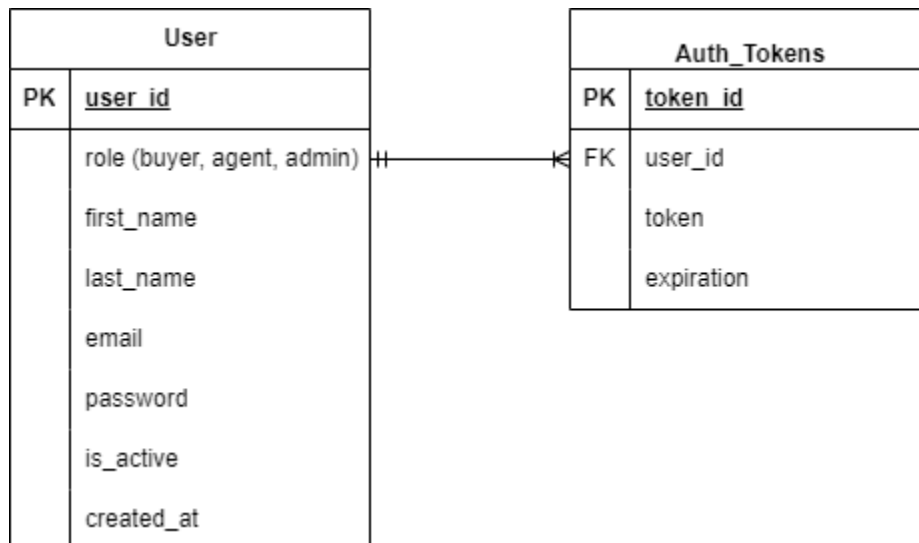 User
PK user_id
role (buyer, agent, admin)
first_name
last_name
email
password
is_active
created_at
Auth_Tokens
PK token_id
FK user_id
token
expiration